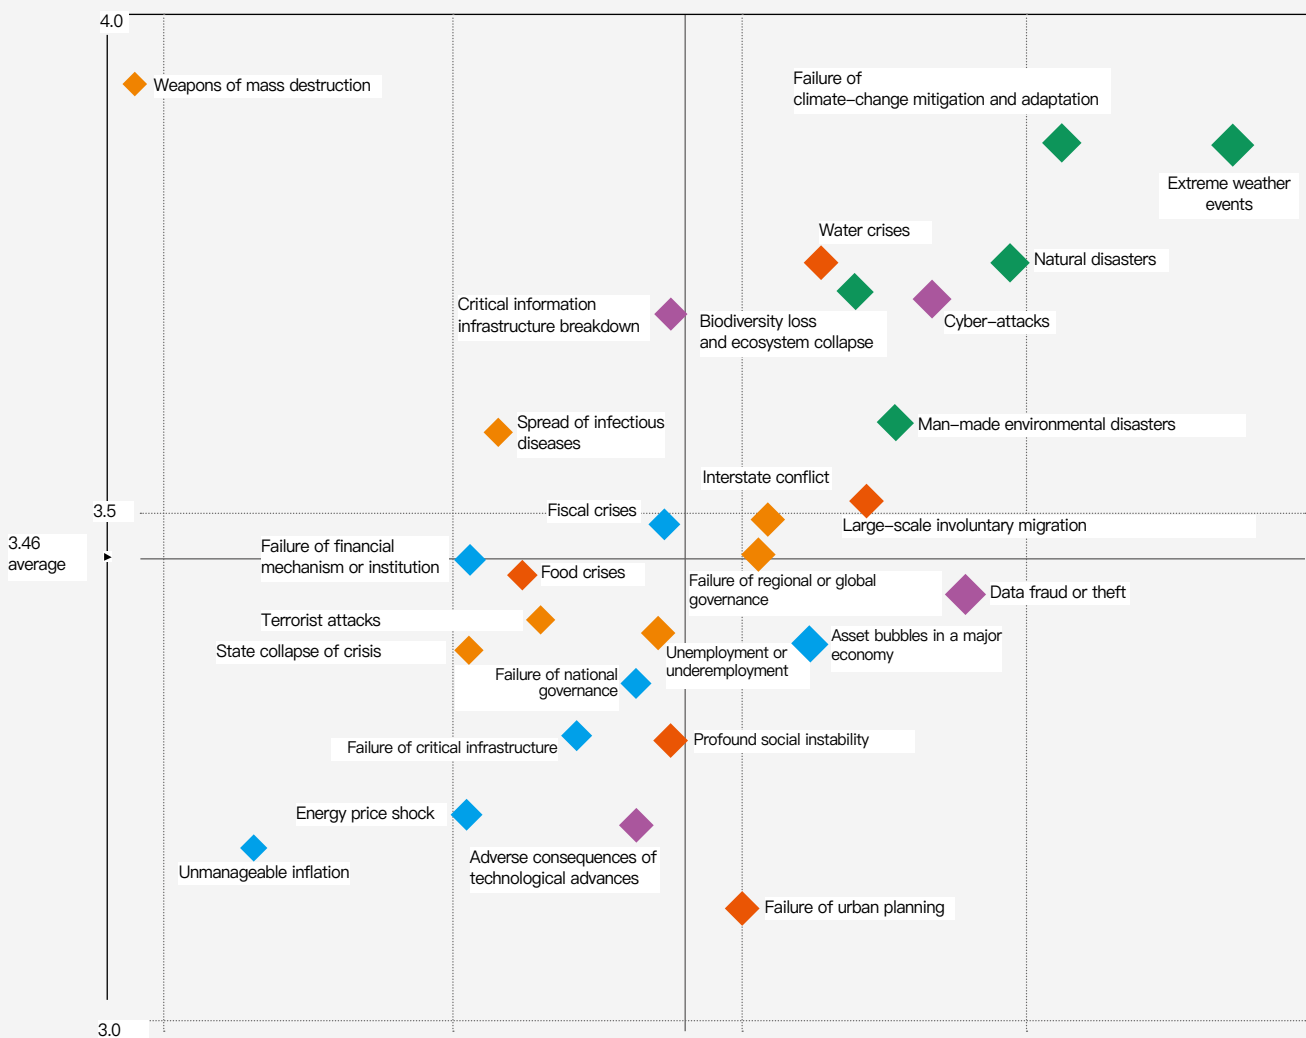 4.0
Weapons of mass destruction
Failure of
climate–change mitigation and adaptation
Extreme weather
events
Water crises
Natural disasters
Critical information
infrastructure breakdown
Biodiversity loss
and ecosystem collapse
Cyber–attacks
Spread of infectious
diseases
Man–made environmental disasters
Interstate conflict
3.5
Fiscal crises
Large–scale involuntary migration
3.46
average
Failure of financial
mechanism or institution
Food crises
Failure of regional or global
governance
Data fraud or theft
Terrorist attacks
State collapse of crisis
Unemployment or
underemployment
Asset bubbles in a major
economy
Failure of national
governance
Failure of critical infrastructure
Profound social instability
Energy price shock
Unmanageable inflation
Adverse consequences of
technological advances
Failure of urban planning
3.0